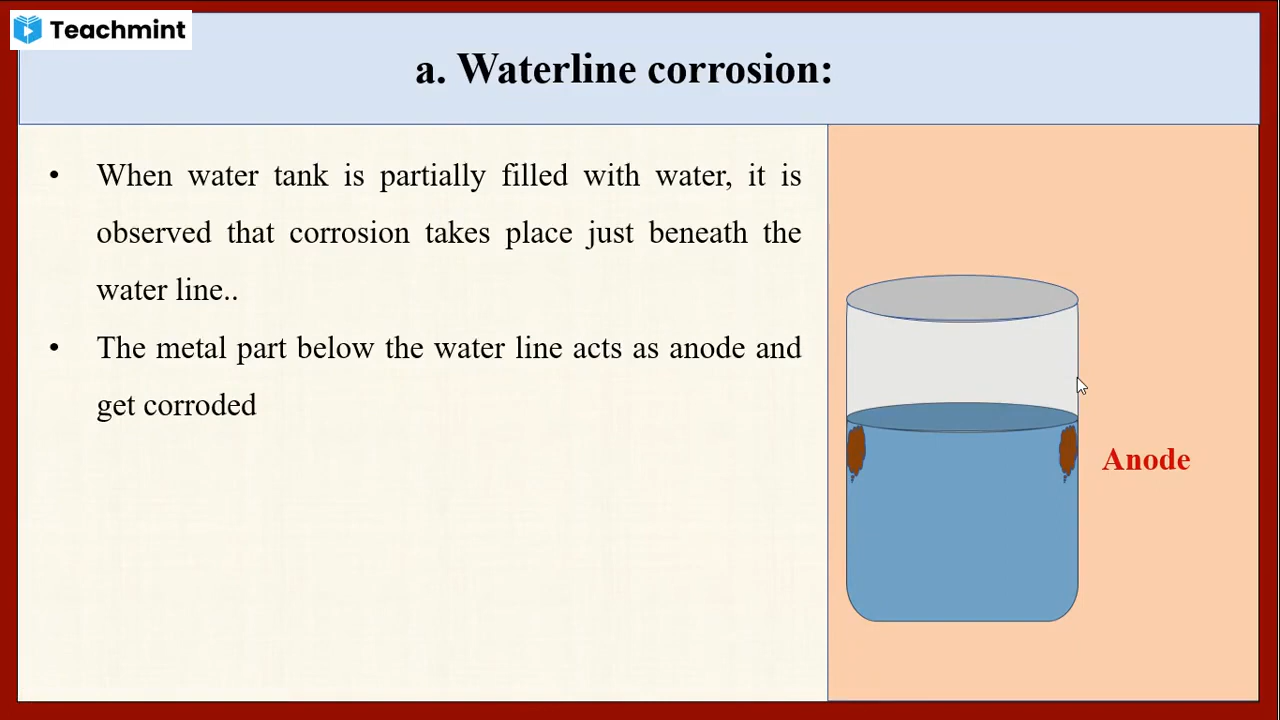 Teachmint
a. Waterline corrosion:
• When water tank is partially filled with water, it is
observed that corrosion takes place just beneath the
water line..
• The metal part below the water line acts as anode and
get corroded
Anode